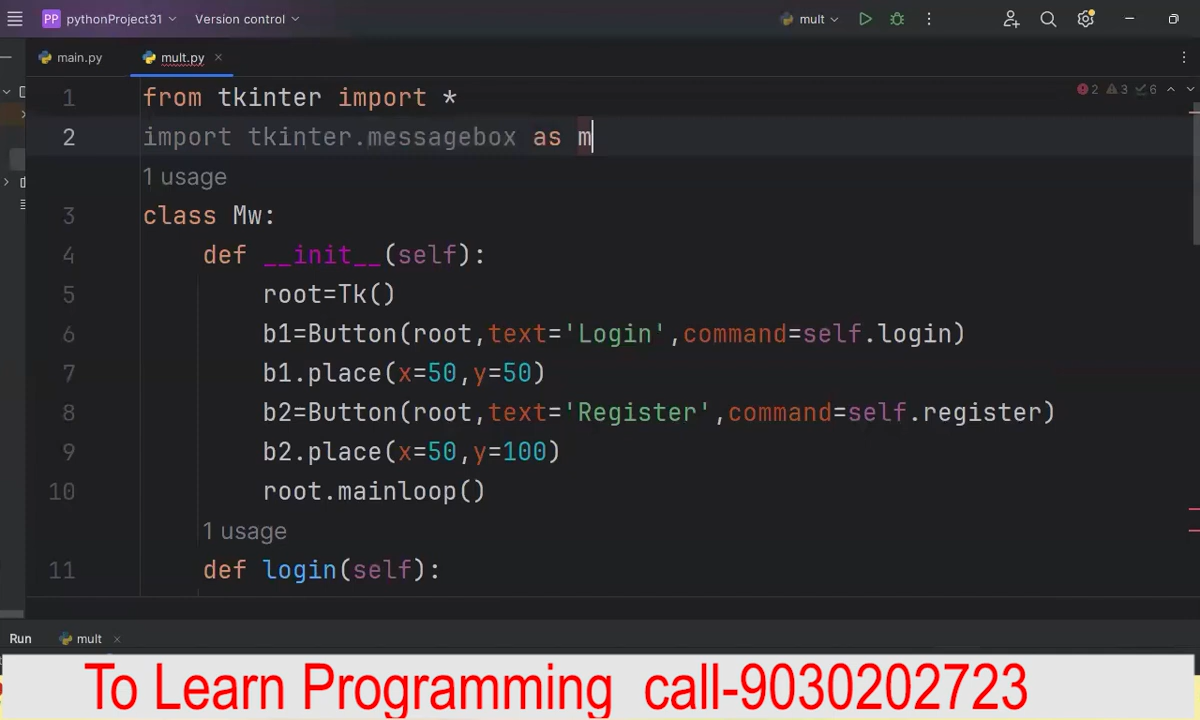 PP pythonProject31 Version control mult
main.py mult.py
1 from tkinter import * 2 3 6
2 import tkinter.messagebox as m
1 usage
3 class Mw:
4 def __init__(self):
5 root=Tk()
6 b1=Button(root,text='Login',command=self.login)
7 b1.place(x=50,y=50)
8 b2=Button(root,text='Register',command=self.register)
9 b2.place(x=50,y=100)
10 root.mainloop()
1 usage
11 def login(self):
Run mult
To Learn Programming call-9030202723